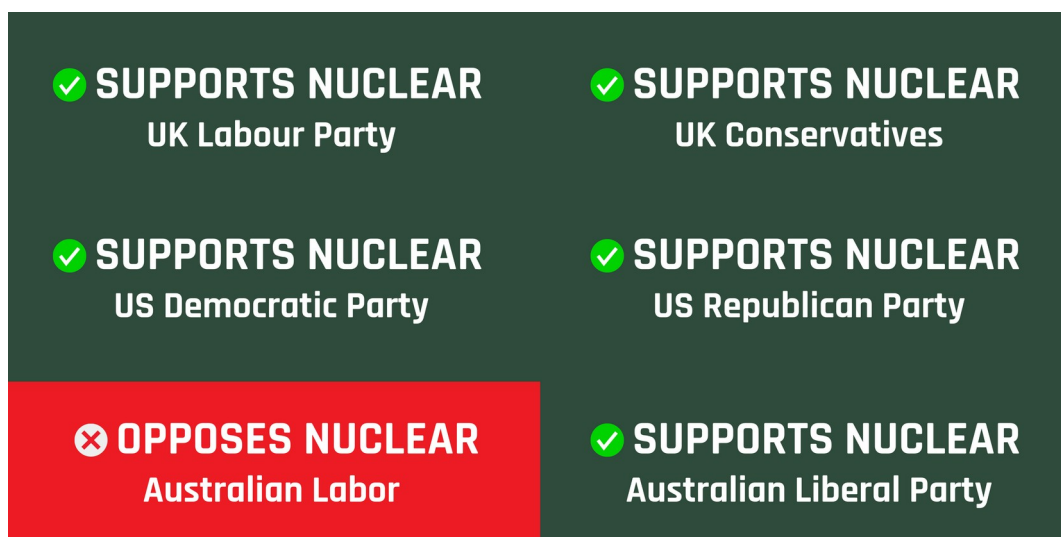 SUPPORTS NUCLEAR
UK Labour Party
SUPPORTS NUCLEAR
UK Conservatives
SUPPORTS NUCLEAR
US Democratic Party
SUPPORTS NUCLEAR
US Republican Party
OPPOSES NUCLEAR
Australian Labor
SUPPORTS NUCLEAR
Australian Liberal Party